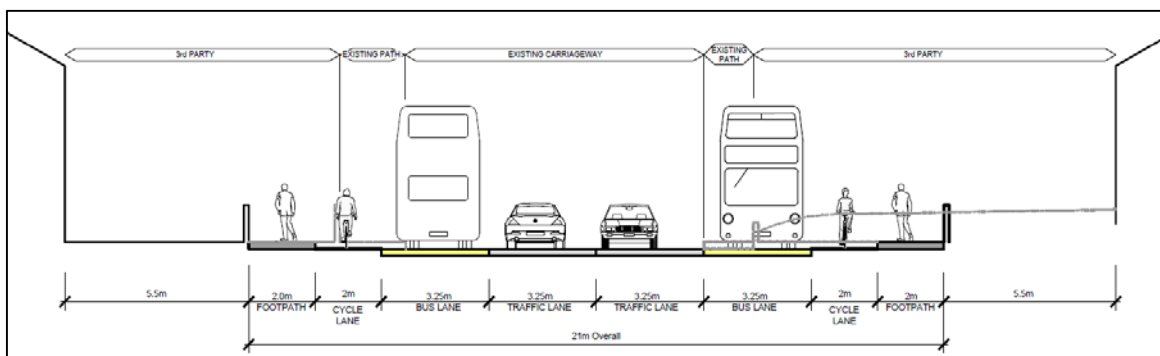 3rd PARTY
EXISTING PATH
EXISTING CARRIAGEWAY
EXISTING
PATH
3rd PARTY
5.5m
2.0m
FOOTPATH
2m
CYCLE
LANE
3.25m
BUS LANE
3.25m
TRAFFIC LANE
3.25m
TRAFFIC LANE
3.25m
BUS LANE
2m
CYCLE
LANE
2m
FOOTPATH
5.5m
21m Overall